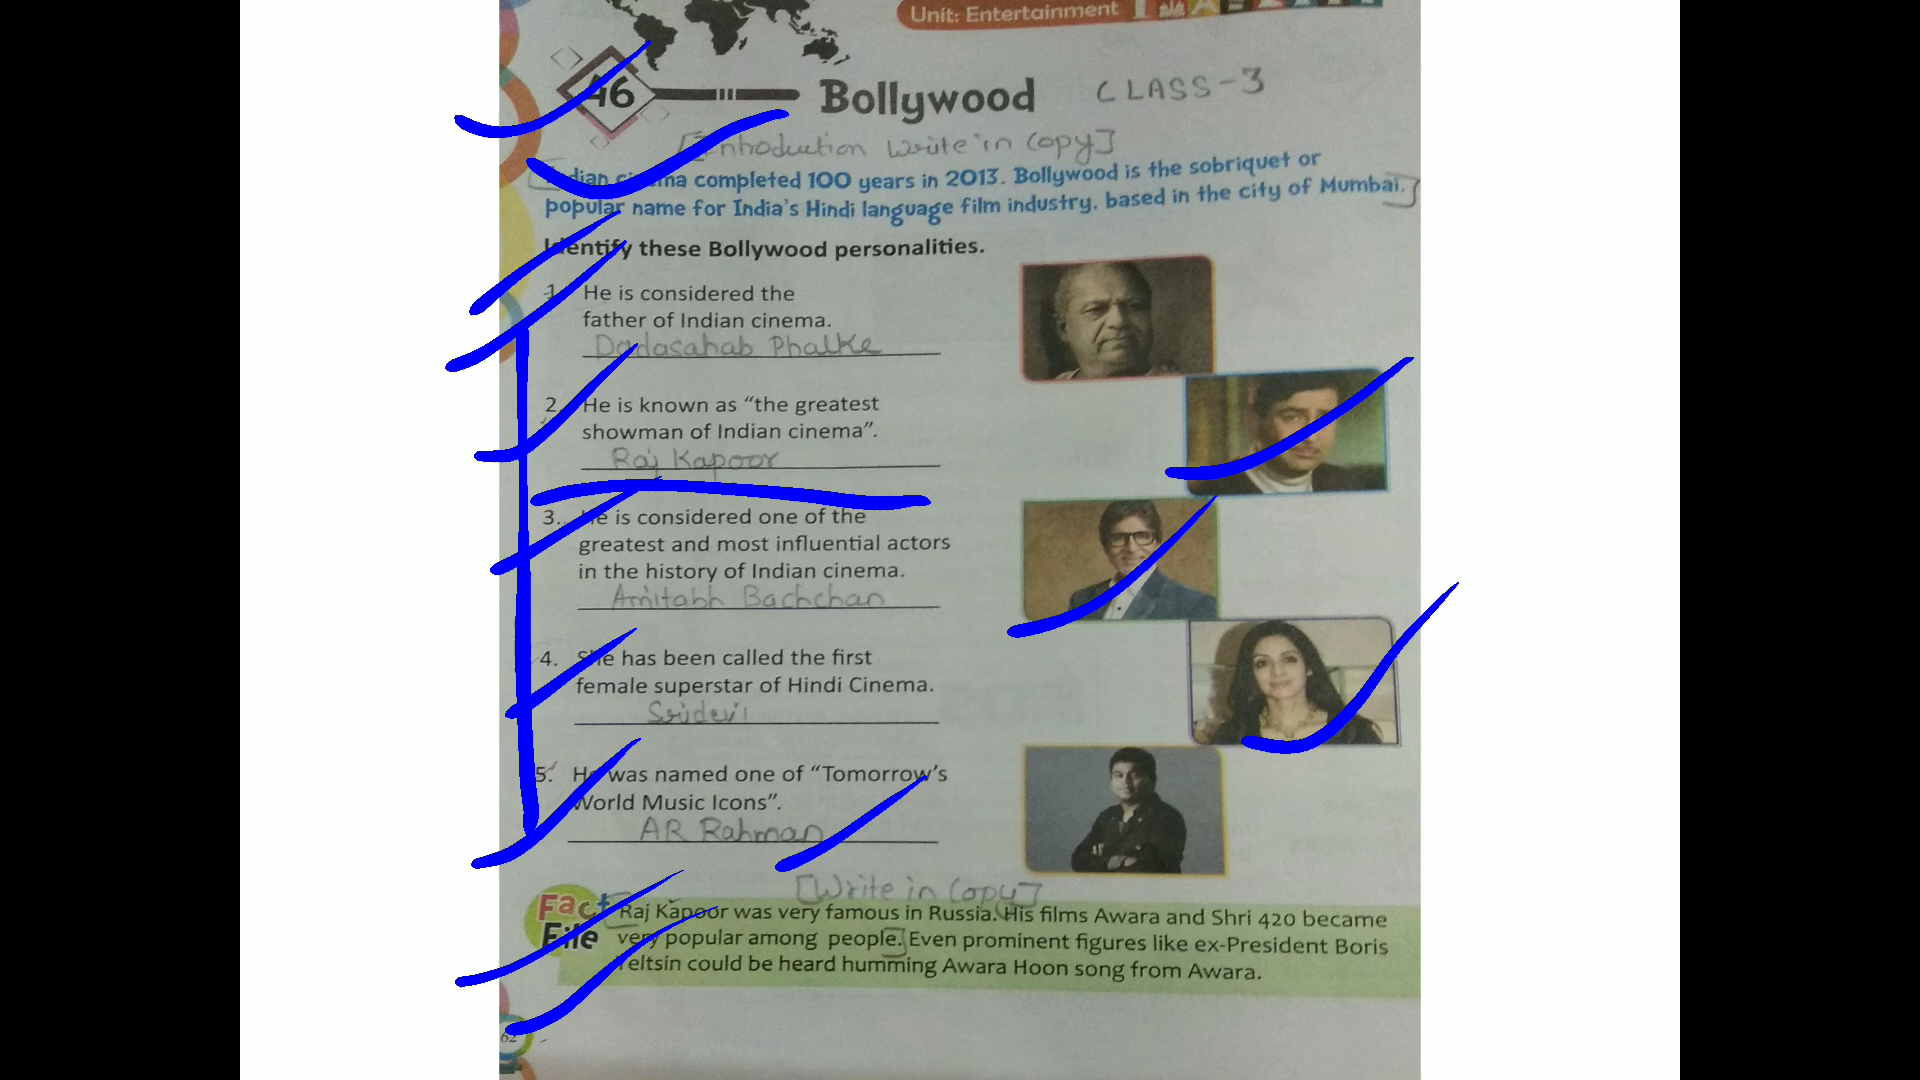 Unit: Entertainment
46
Bollywood CLASS-3
[Introduction Write in Copy]
Indian cinema completed 100 years in 2013. Bollywood is the sobriquet or
popular name for India's Hindi language film industry, based in the city of Mumbai.
Identify these Bollywood personalities.
1. He is considered the
father of Indian cinema.
Dadasahab Phalke
2. He is known as “the greatest
showman of Indian cinema”.
Raj Kapoor
3. He is considered one of the
greatest and most influential actors
in the history of Indian cinema.
Amitabh Bachchan
4. She has been called the first
female superstar of Hindi Cinema.
Sridevi
5. He was named one of “Tomorrow's
World Music Icons”.
AR Rahman
[Write in Copy]
Fact File
Raj Kapoor was very famous in Russia. His films Awara and Shri 420 became
very popular among people. Even prominent figures like ex-President Boris
Yeltsin could be heard humming Awara Hoon song from Awara.
62